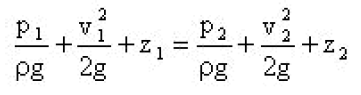 p₁/ρg + v₁²/2g + z₁ = p₂/ρg + v₂²/2g + z₂